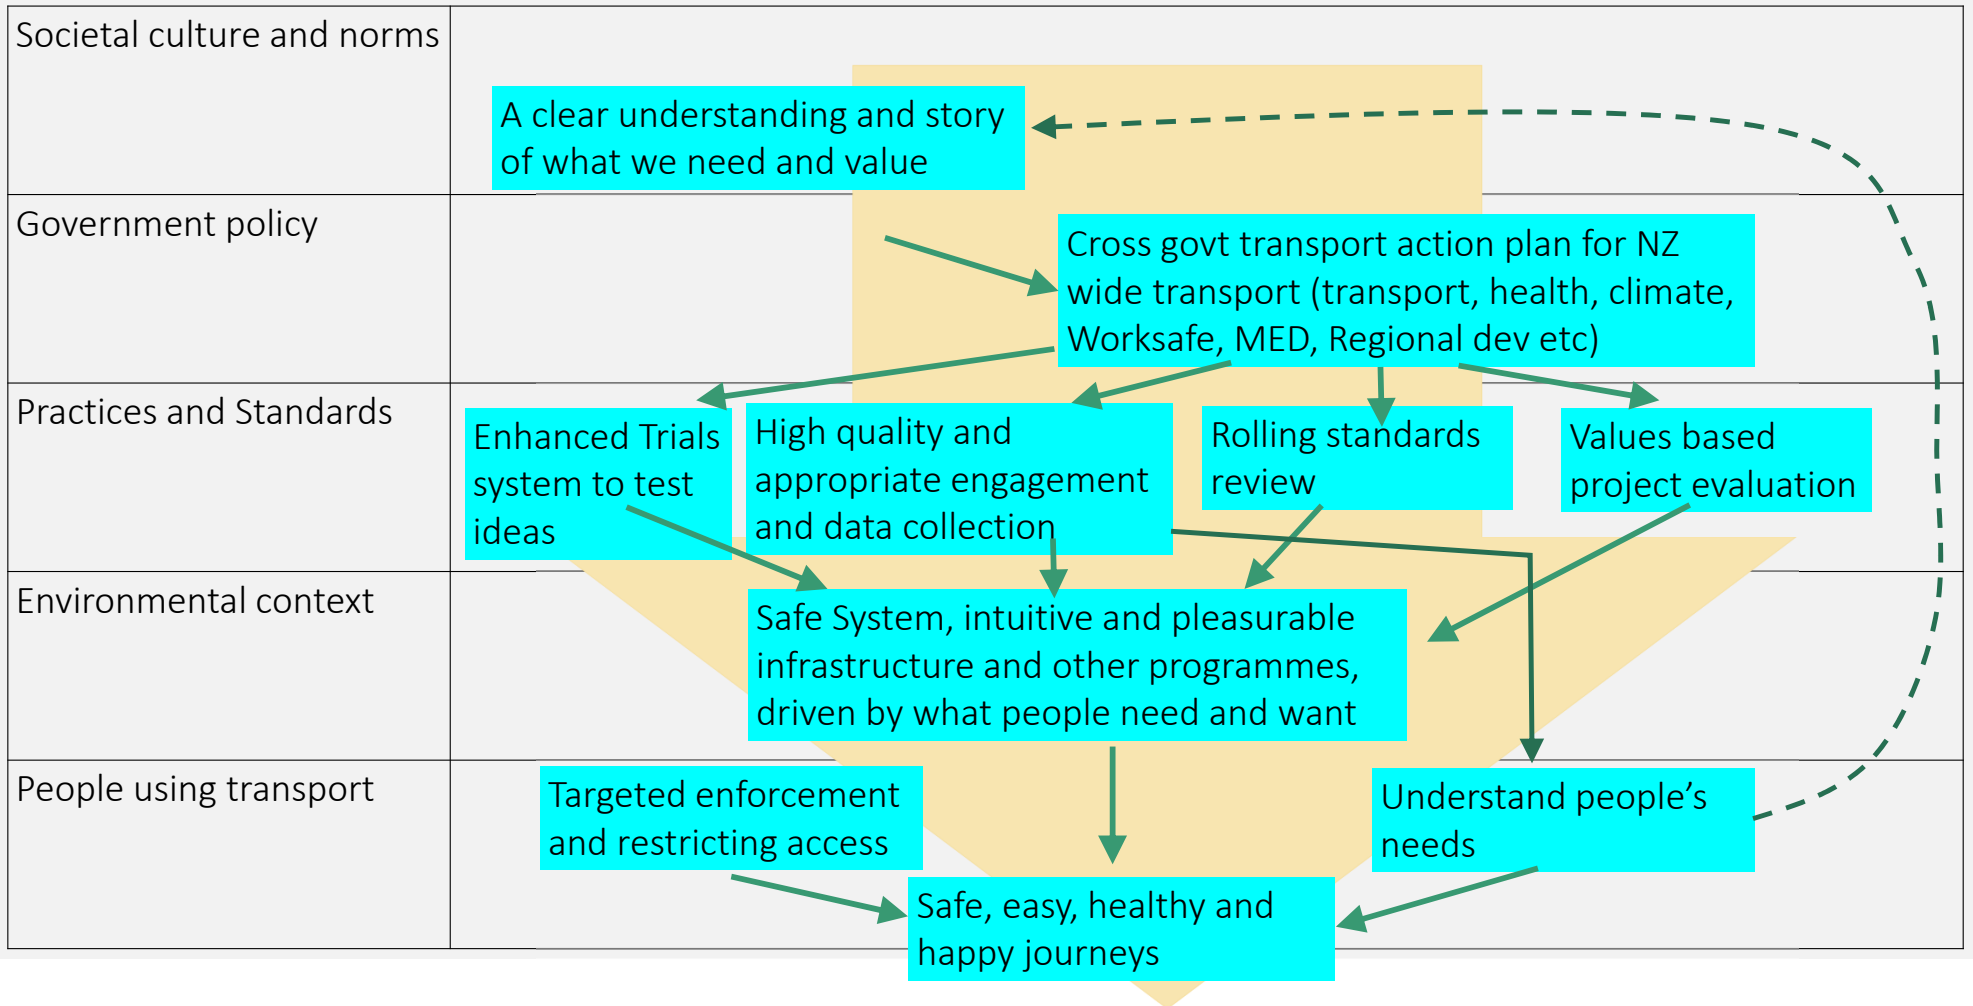 Societal culture and norms
A clear understanding and story
of what we need and value
Government policy
Cross govt transport action plan for NZ
wide transport (transport, health, climate,
Worksafe, MED, Regional dev etc)
Practices and Standards
Enhanced Trials
system to test
ideas
High quality and
appropriate engagement
and data collection
Rolling standards
review
Values based
project evaluation
Environmental context
Safe System, intuitive and pleasurable
infrastructure and other programmes,
driven by what people need and want
People using transport
Targeted enforcement
and restricting access
Understand people’s
needs
Safe, easy, healthy and
happy journeys